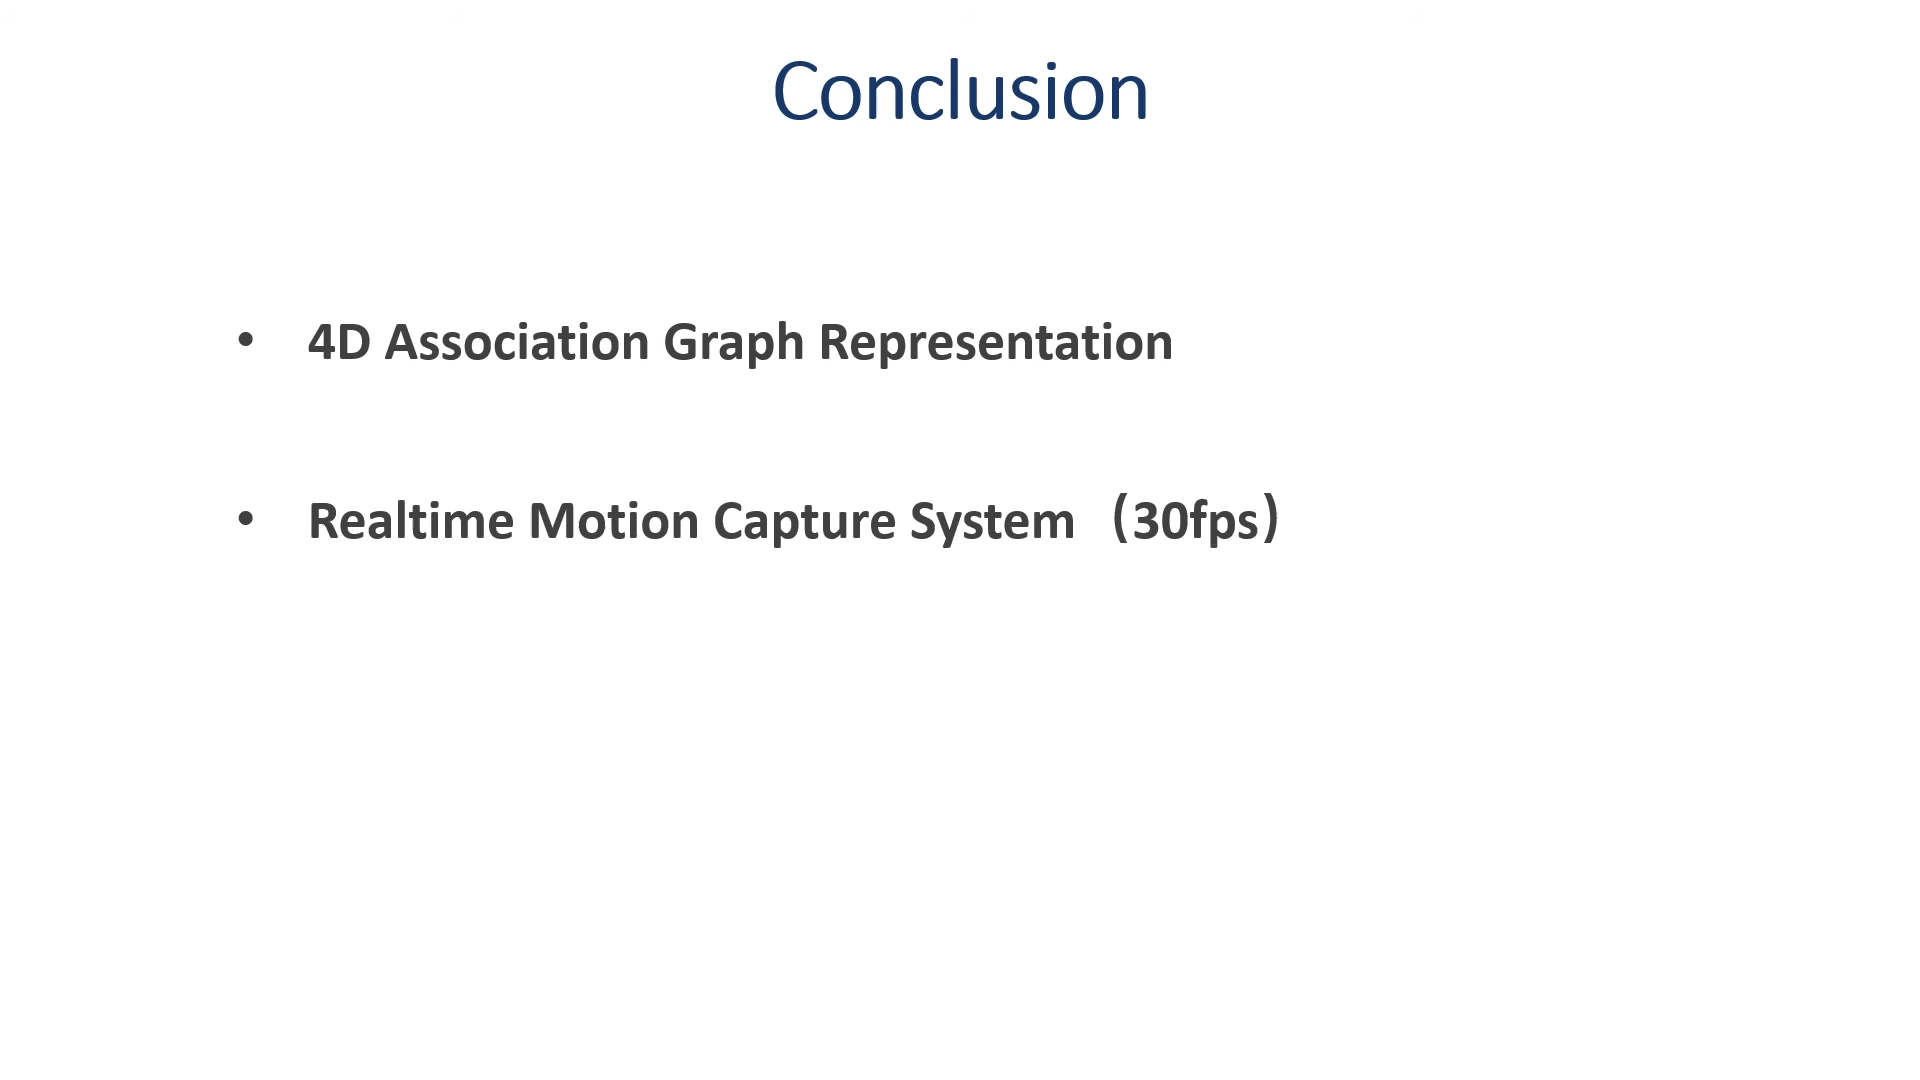 Conclusion
• 4D Association Graph Representation
• Realtime Motion Capture System（30fps）